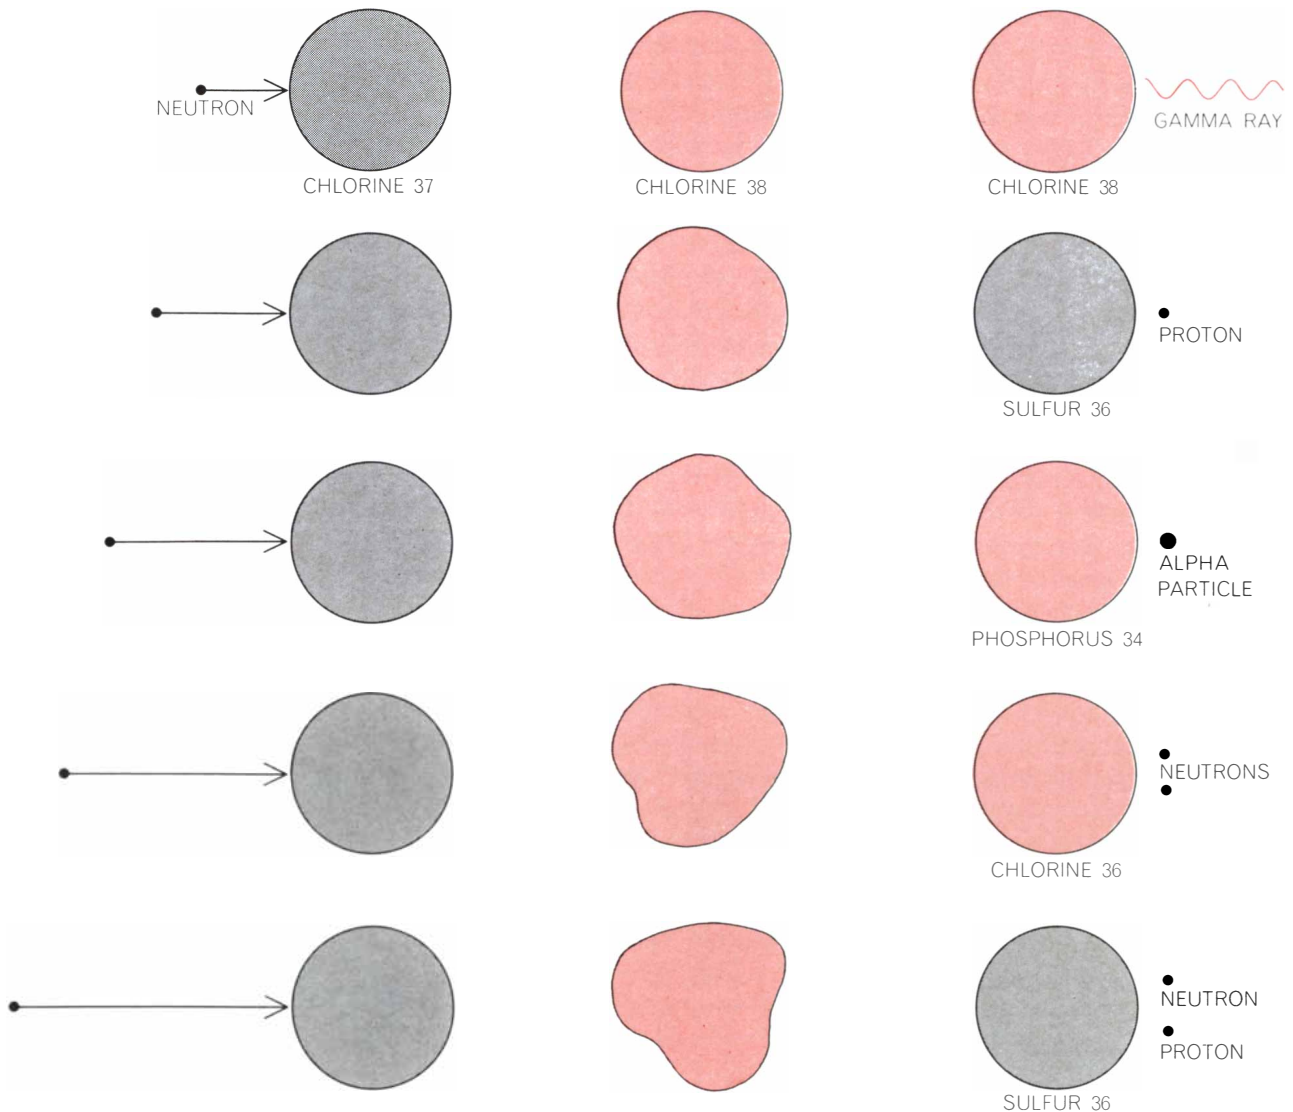 NEUTRON
CHLORINE 37
CHLORINE 38
CHLORINE 38
GAMMA RAY
PROTON
SULFUR 36
ALPHA
PARTICLE
PHOSPHORUS 34
NEUTRONS
CHLORINE 36
NEUTRON
PROTON
SULFUR 36